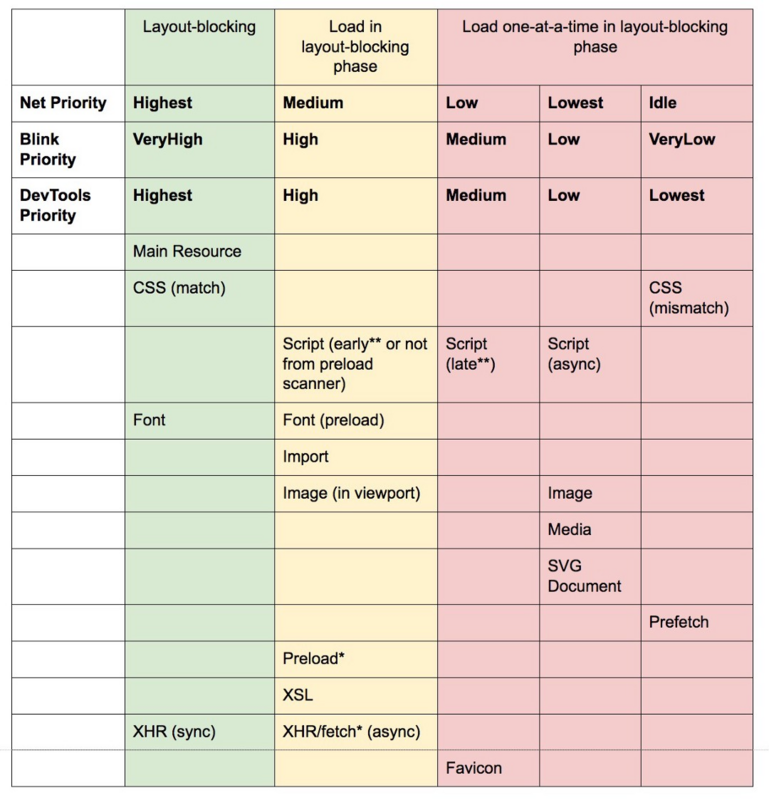 Layout-blocking
Load in
layout-blocking
phase
Load one-at-a-time in layout-blocking
phase
Net Priority
Highest
Medium
Low
Lowest
Idle
Blink
Priority
VeryHigh
High
Medium
Low
VeryLow
DevTools
Priority
Highest
High
Medium
Low
Lowest
Main Resource
CSS (match)
CSS
(mismatch)
Script (early** or not
from preload
scanner)
Script
(late**)
Script
(async)
Font
Font (preload)
Import
Image (in viewport)
Image
Media
SVG
Document
Prefetch
Preload*
XSL
XHR (sync)
XHR/fetch* (async)
Favicon